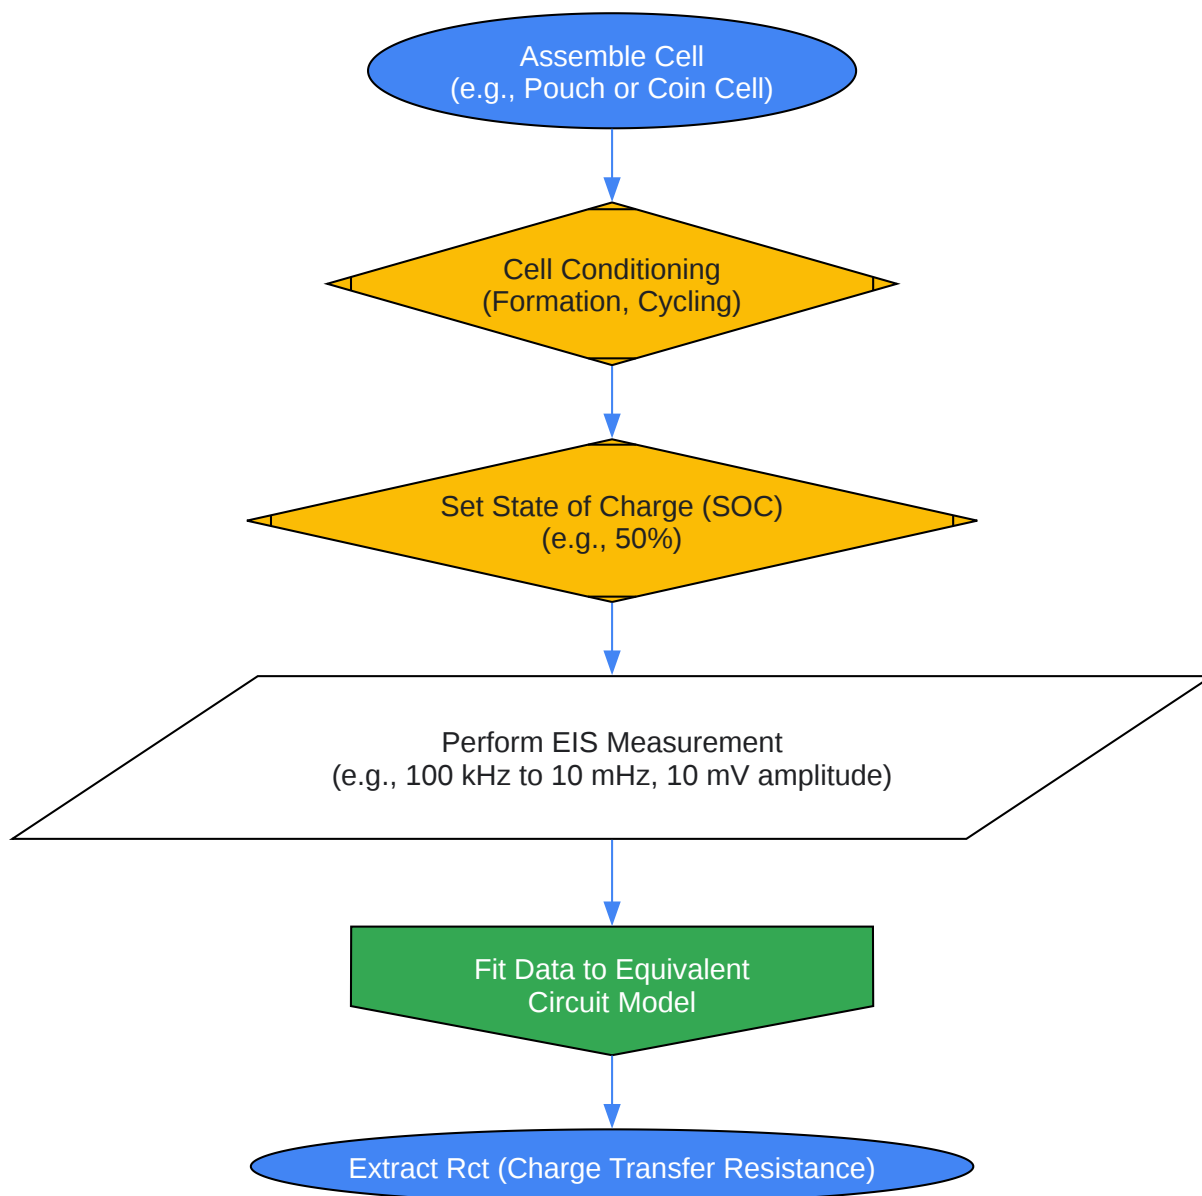 Assemble Cell
(e.g., Pouch or Coin Cell)
Cell Conditioning
(Formation, Cycling)
Set State of Charge (SOC)
(e.g., 50%)
Perform EIS Measurement
(e.g., 100 kHz to 10 mHz, 10 mV amplitude)
Fit Data to Equivalent
Circuit Model
Extract Rct (Charge Transfer Resistance)